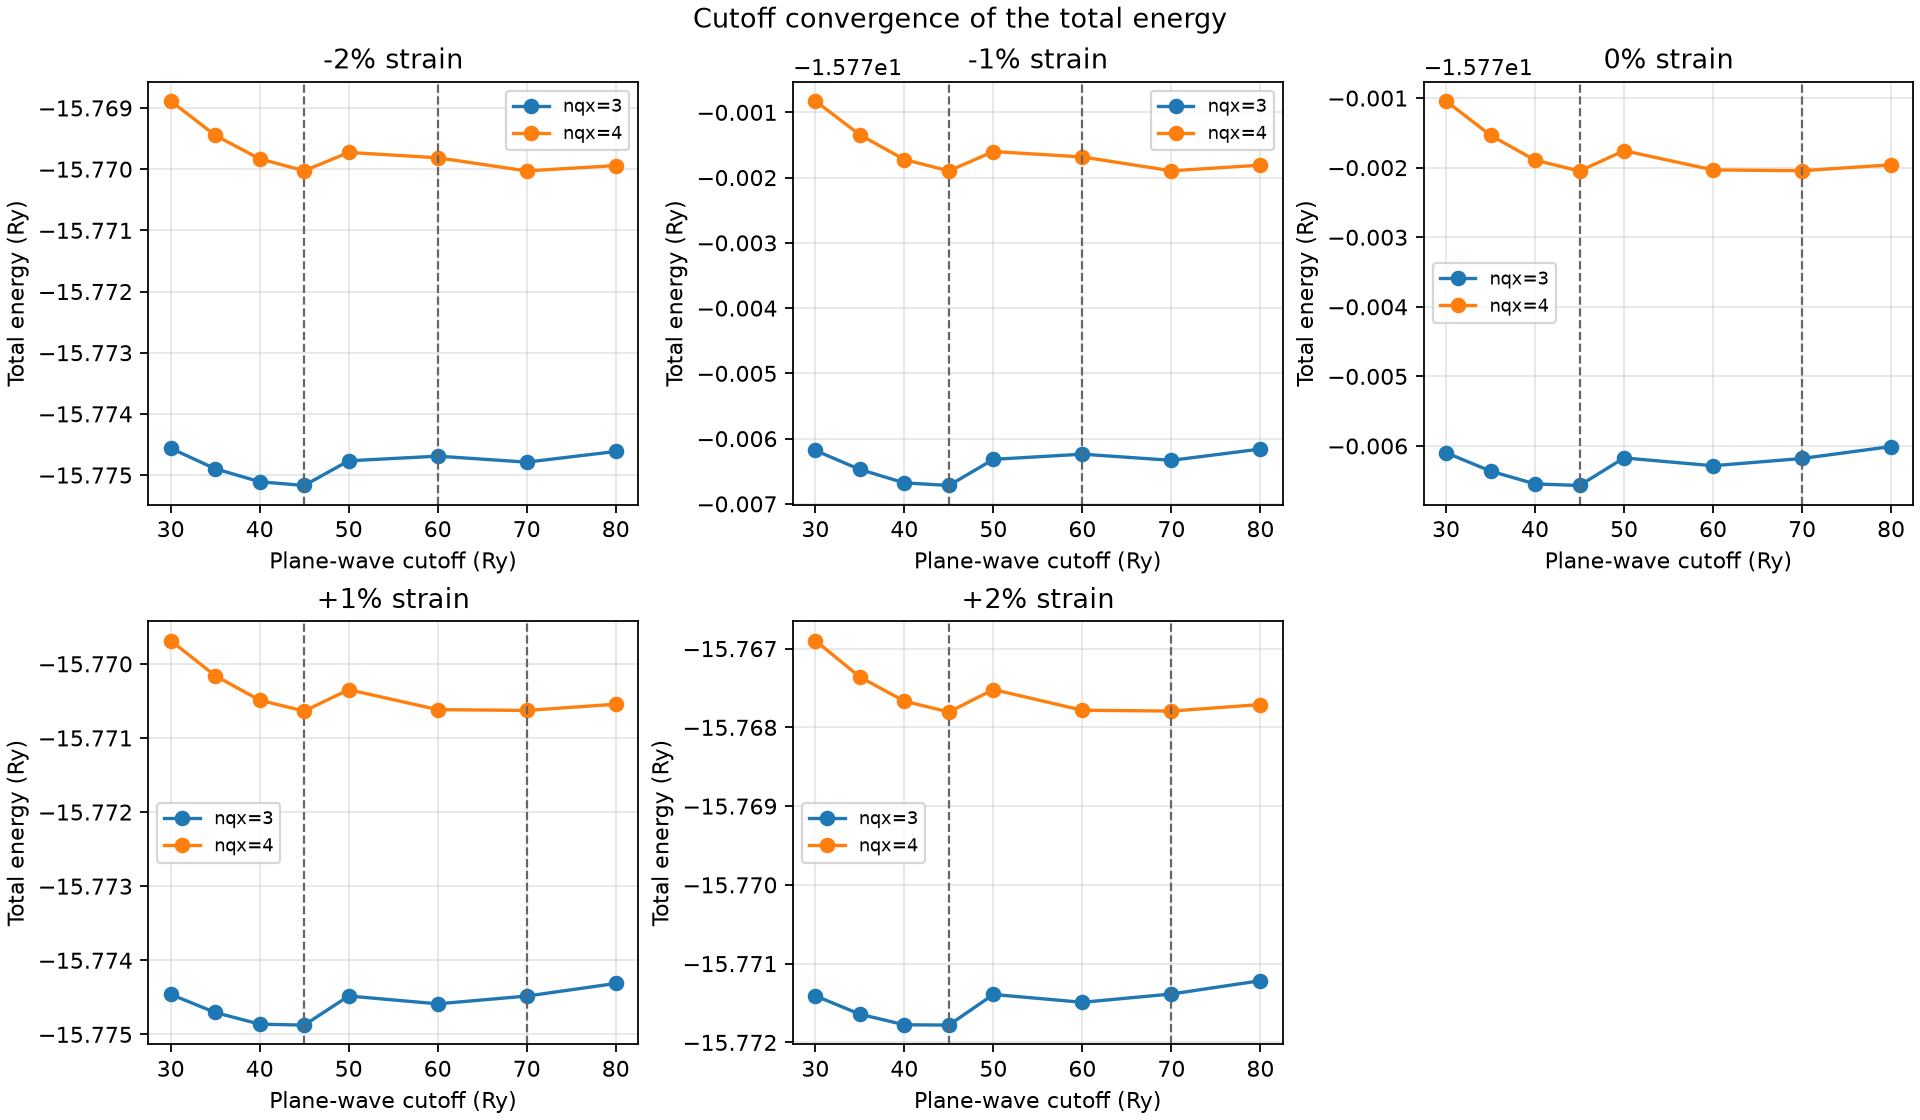 Cutoff convergence of the total energy
-2% strain
−15.769
−15.770
−15.771
−15.772
−15.773
−15.774
−15.775
Total energy (Ry)
nqx=3
nqx=4
30 40 50 60 70 80
Plane-wave cutoff (Ry)
−1.577e1
-1% strain
−0.001
−0.002
−0.003
−0.004
−0.005
−0.006
−0.007
Total energy (Ry)
nqx=3
nqx=4
30 40 50 60 70 80
Plane-wave cutoff (Ry)
−1.577e1
0% strain
−0.001
−0.002
−0.003
−0.004
−0.005
−0.006
Total energy (Ry)
nqx=3
nqx=4
30 40 50 60 70 80
Plane-wave cutoff (Ry)
+1% strain
−15.770
−15.771
−15.772
−15.773
−15.774
−15.775
Total energy (Ry)
nqx=3
nqx=4
30 40 50 60 70 80
Plane-wave cutoff (Ry)
+2% strain
−15.767
−15.768
−15.769
−15.770
−15.771
−15.772
Total energy (Ry)
nqx=3
nqx=4
30 40 50 60 70 80
Plane-wave cutoff (Ry)